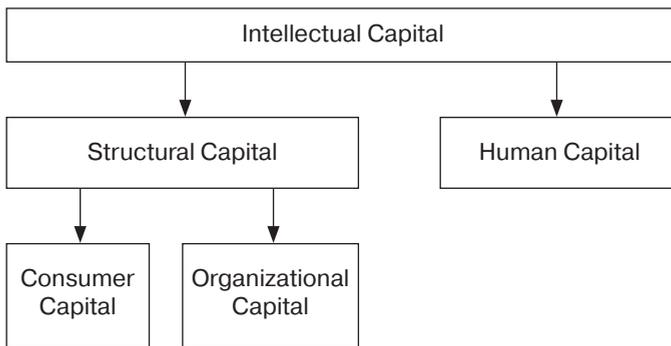 Intellectual Capital
Structural Capital
Human Capital
Consumer
Capital
Organizational
Capital